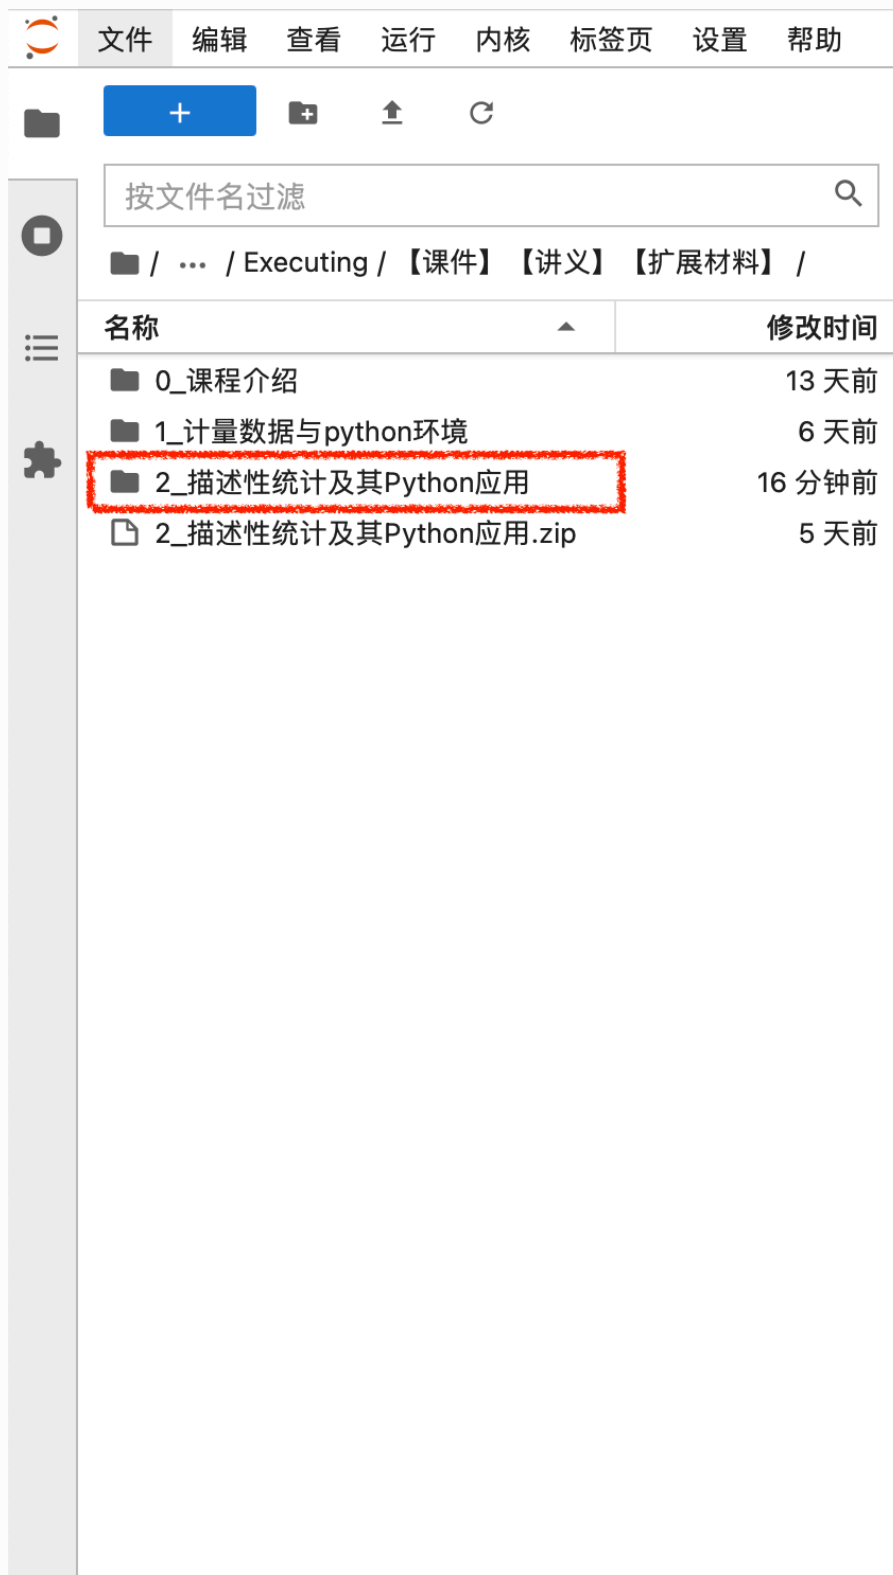 文件 编辑 查看 运行 内核 标签页 设置 帮助
+
按文件名过滤
/ ··· / Executing / 【课件】【讲义】【扩展材料】 /
名称 修改时间
0_课程介绍 13 天前
1_计量数据与python环境 6 天前
2_描述性统计及其Python应用 16 分钟前
2_描述性统计及其Python应用.zip 5 天前